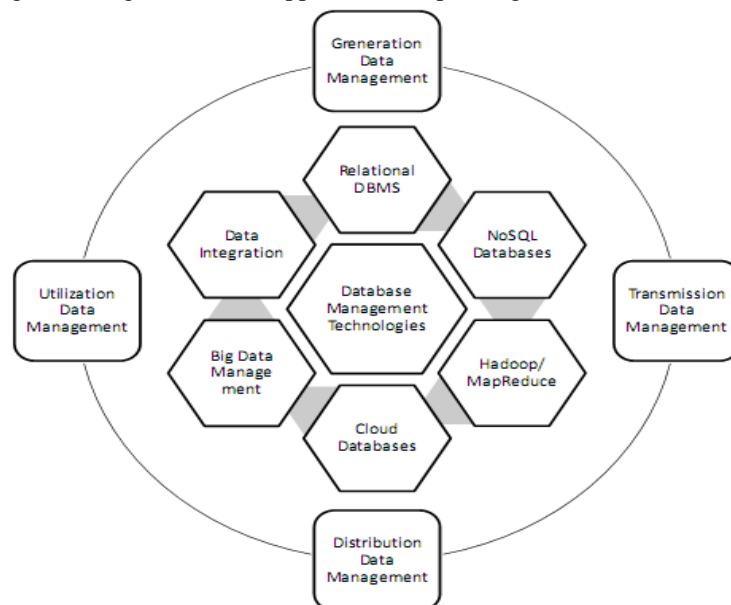 Greneration
Data
Management
Relational
DBMS
Data
Integration
NoSQL
Databases
Utilization
Data
Management
Database
Management
Technologies
Transmission
Data
Management
Big Data
Manage
ment
Hadoop/
MapReduce
Cloud
Databases
Distribution
Data
Management